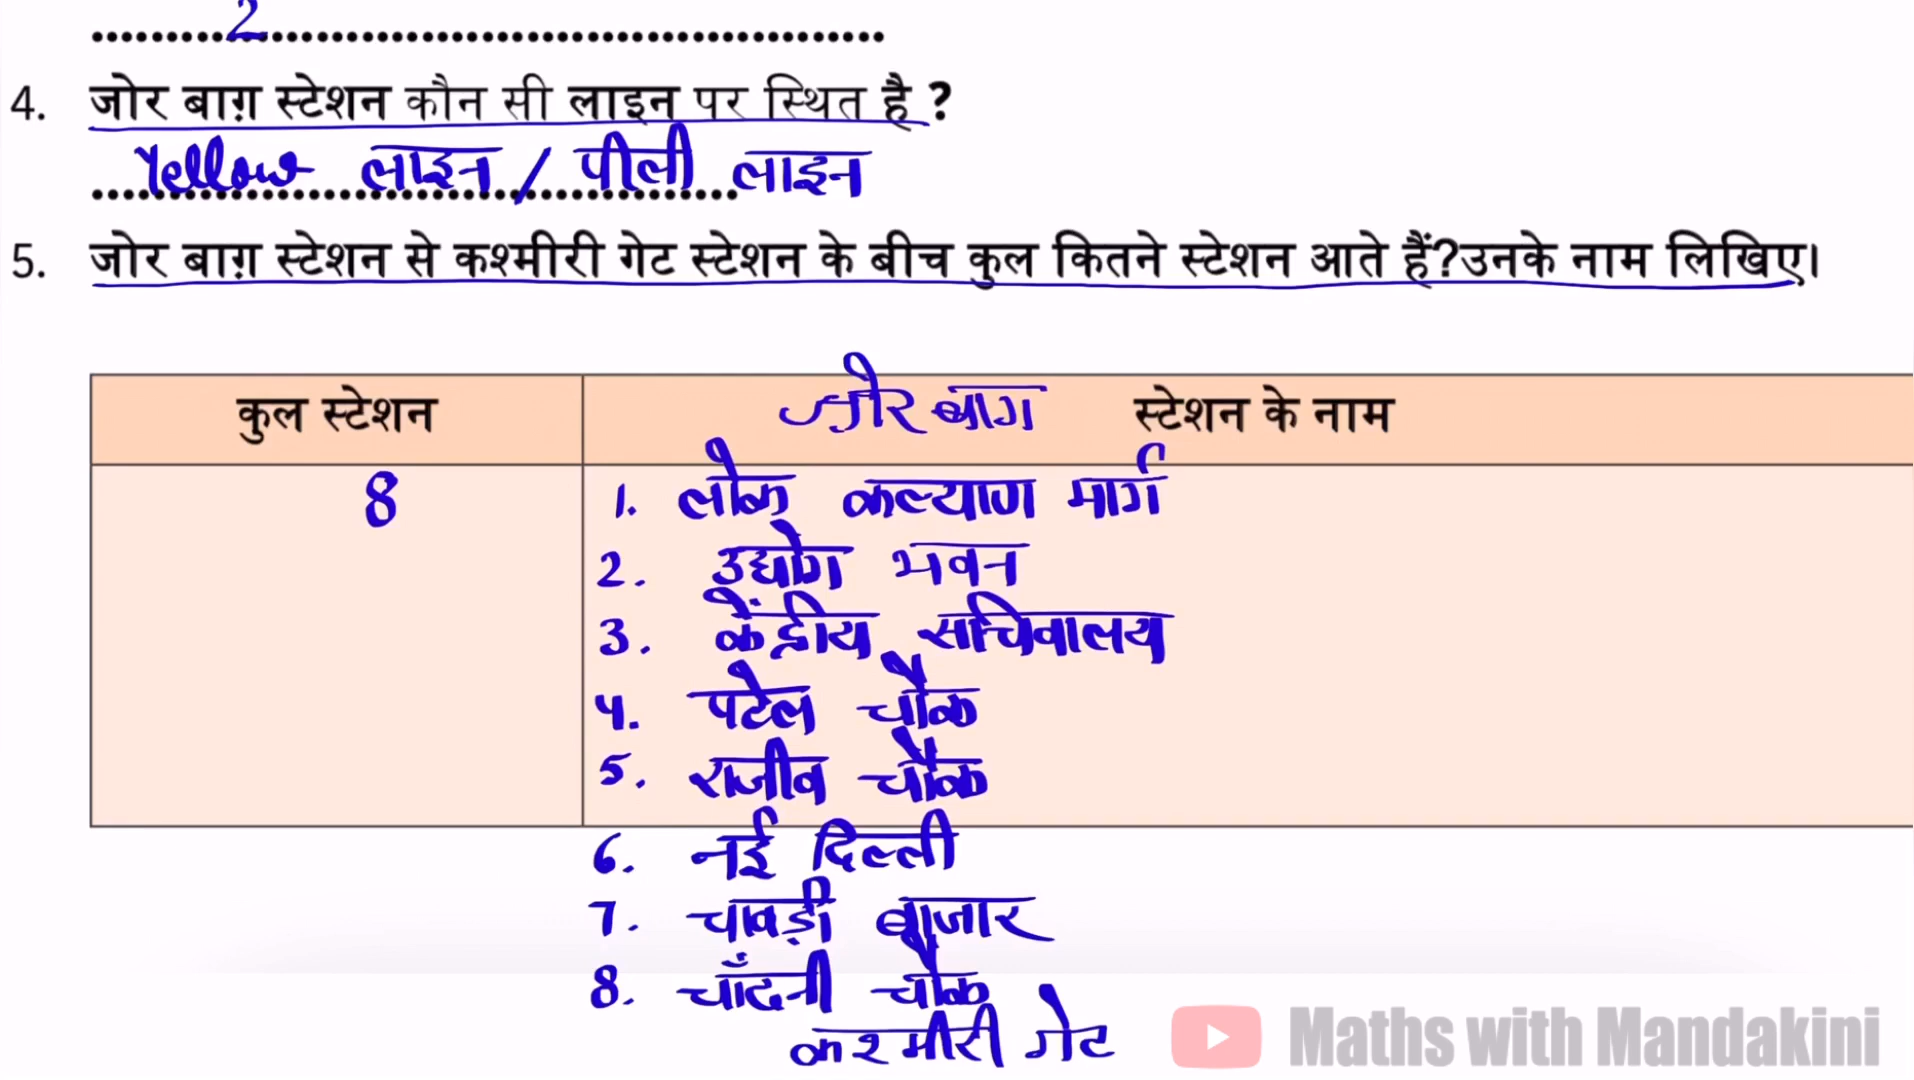 2
4. जोर बाग़ स्टेशन कौन सी लाइन पर स्थित है ?
Yellow लाइन / पीली लाइन
5. जोर बाग़ स्टेशन से कश्मीरी गेट स्टेशन के बीच कुल कितने स्टेशन आते हैं?उनके नाम लिखिए।
कुल स्टेशन जोर बाग स्टेशन के नाम
8 1. लोक कल्याण मार्ग
2. उद्योग भवन
3. केंद्रीय सचिवालय
4. पटेल चौक
5. राजीव चौक
6. नई दिल्ली
7. चावड़ी बाजार
8. चाँदनी चौक
कश्मीरी गेट
Maths with Mandakini